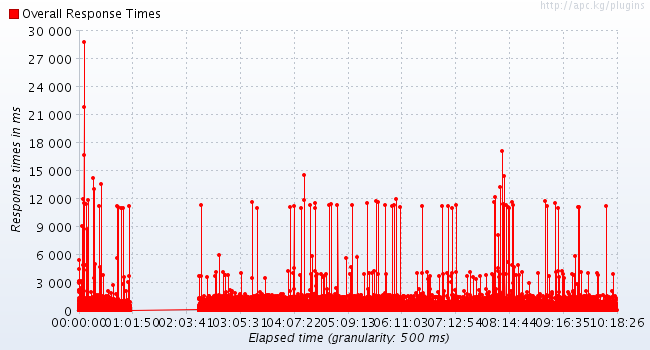 http://apc.kg/plugins
Overall Response Times
30 000
27 000
24 000
21 000
18 000
15 000
12 000
9 000
6 000
3 000
0
Response times in ms
00:00:00 01:01:50 02:03:41 03:05:31 04:07:22 05:09:13 06:11:03 07:12:54 08:14:44 09:16:35 10:18:26
Elapsed time (granularity: 500 ms)